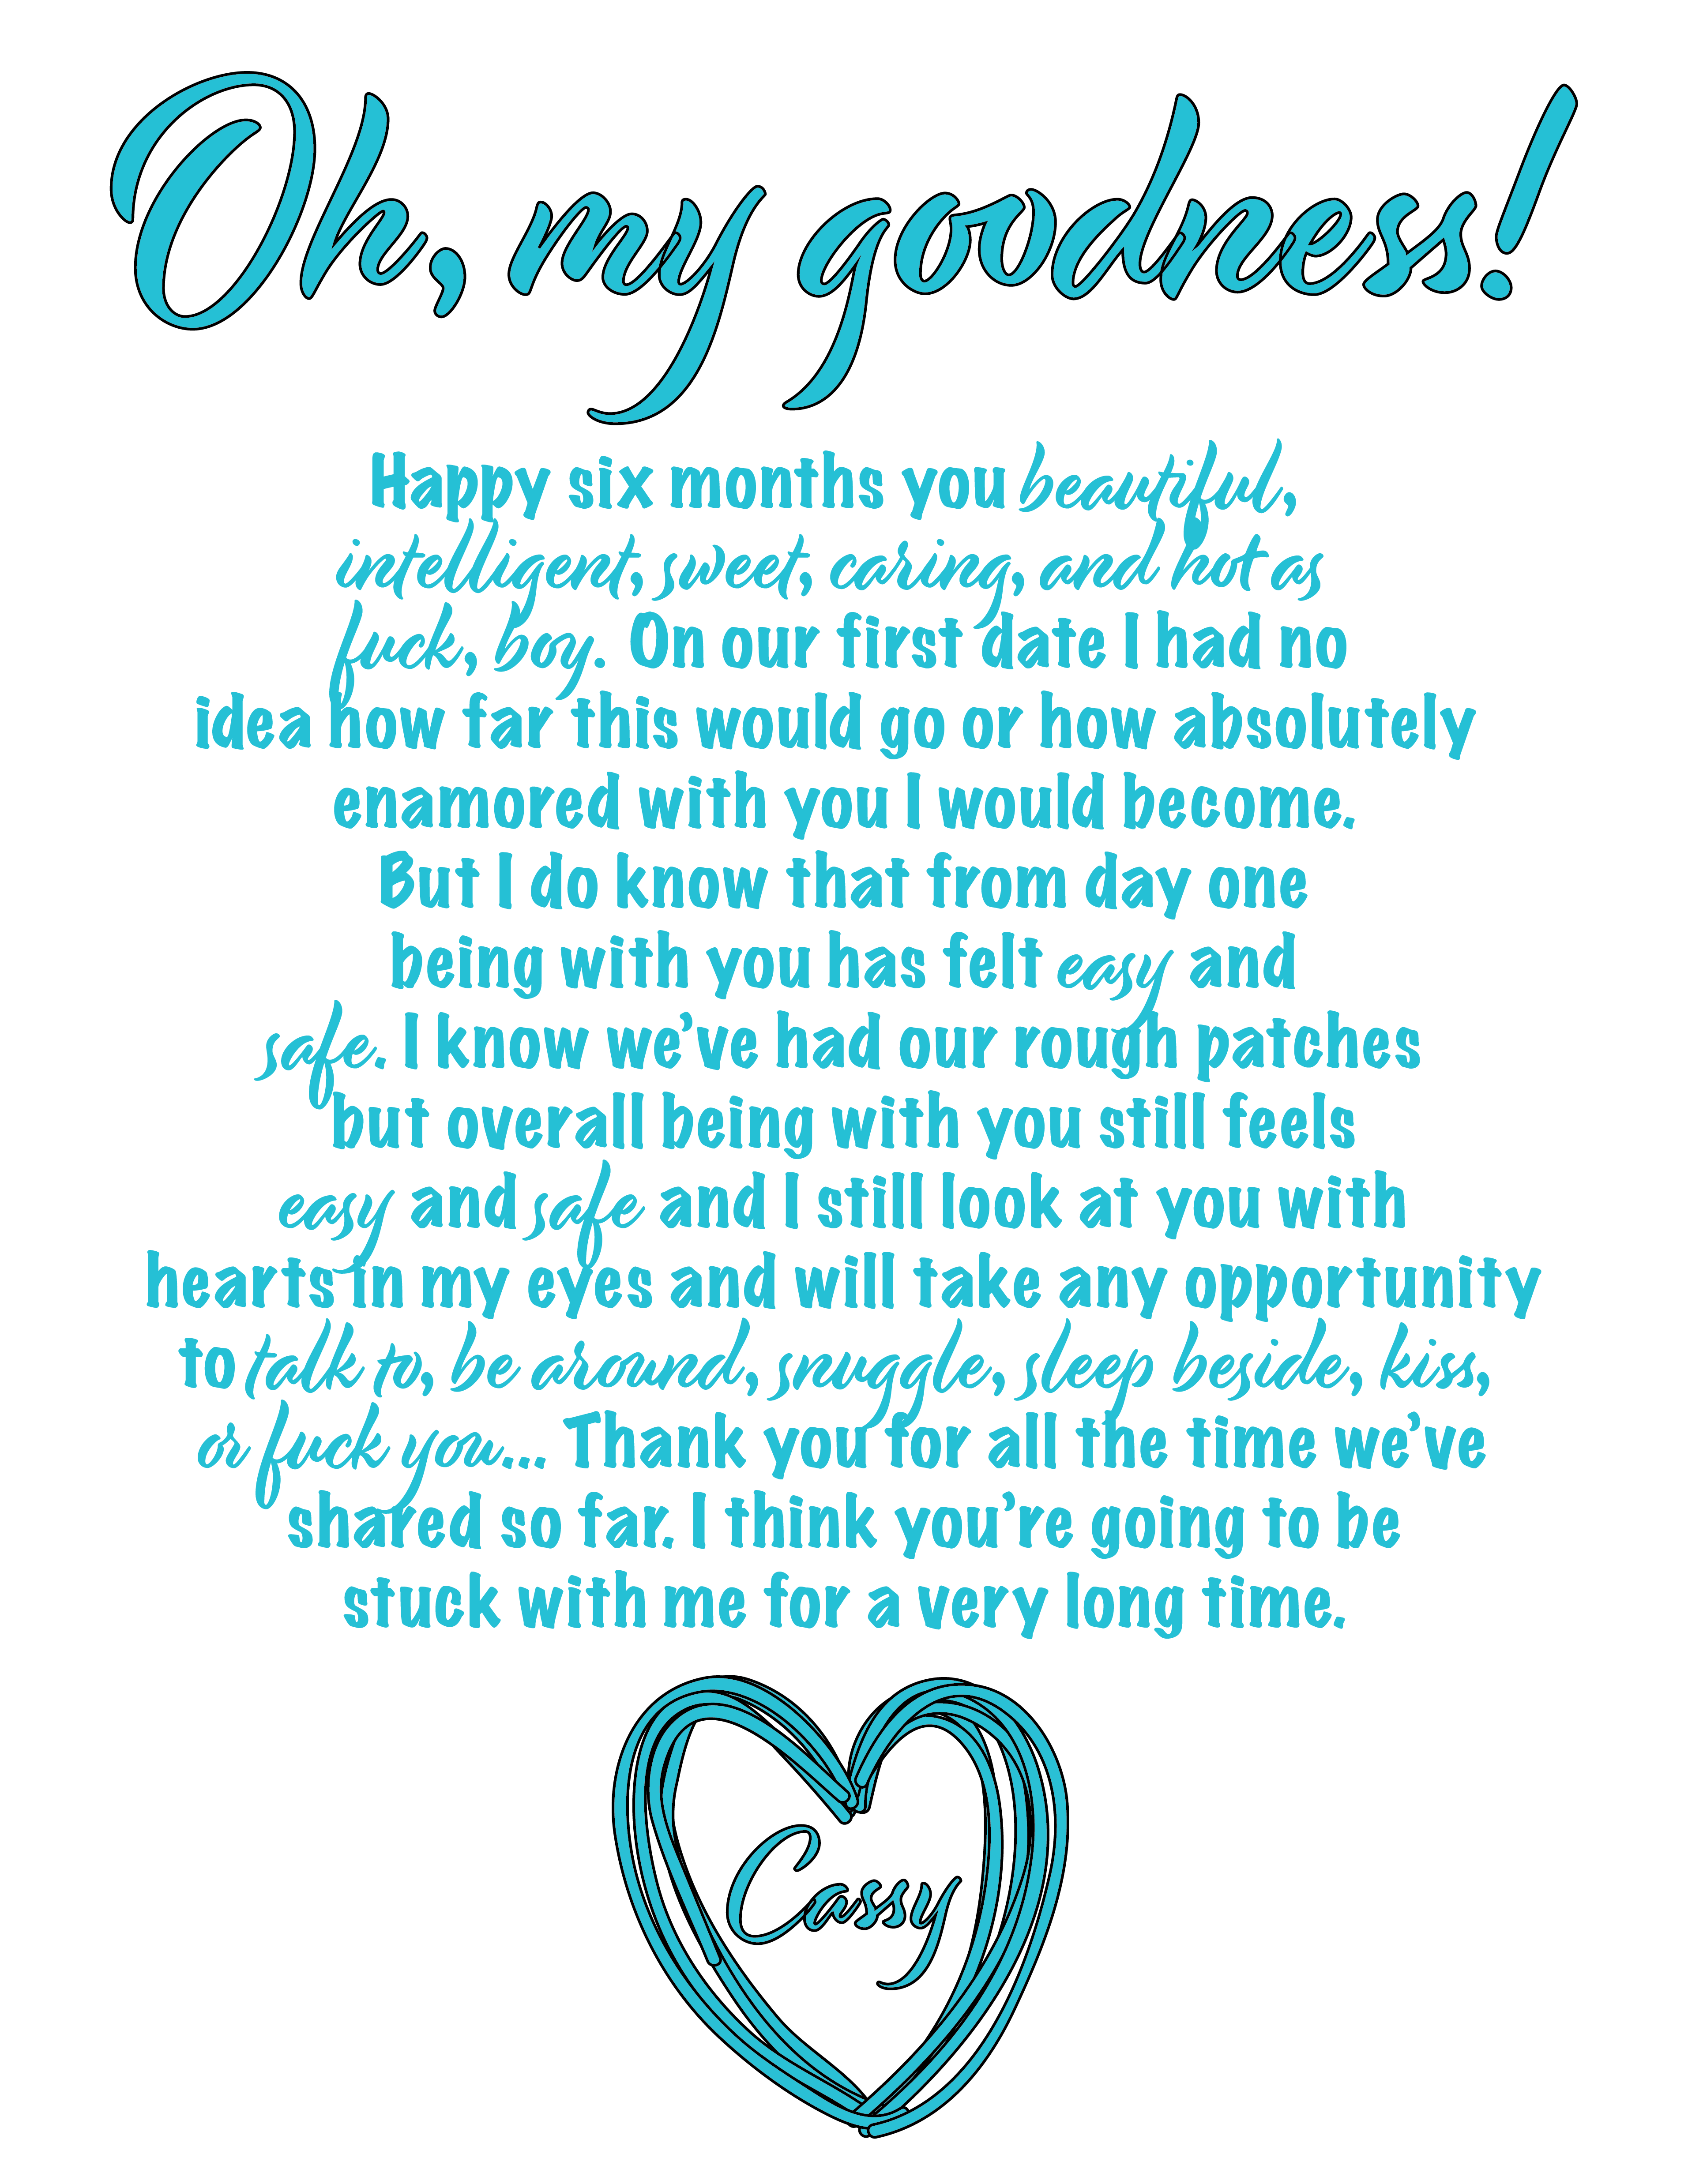 Oh, my goodness!
Happy six months you beautiful,
intelligent, sweet, caring, and hot as
fuck, boy. On our first date I had no
idea how far this would go or how absolutely
enamored with you I would become.
But I do know that from day one
being with you has felt easy and
safe. I know we've had our rough patches
but overall being with you still feels
easy and safe and I still look at you with
hearts in my eyes and will take any opportunity
to talk to, be around, snuggle, sleep beside, kiss,
or fuck you... Thank you for all the time we've
shared so far. I think you're going to be
stuck with me for a very long time.
Cassy